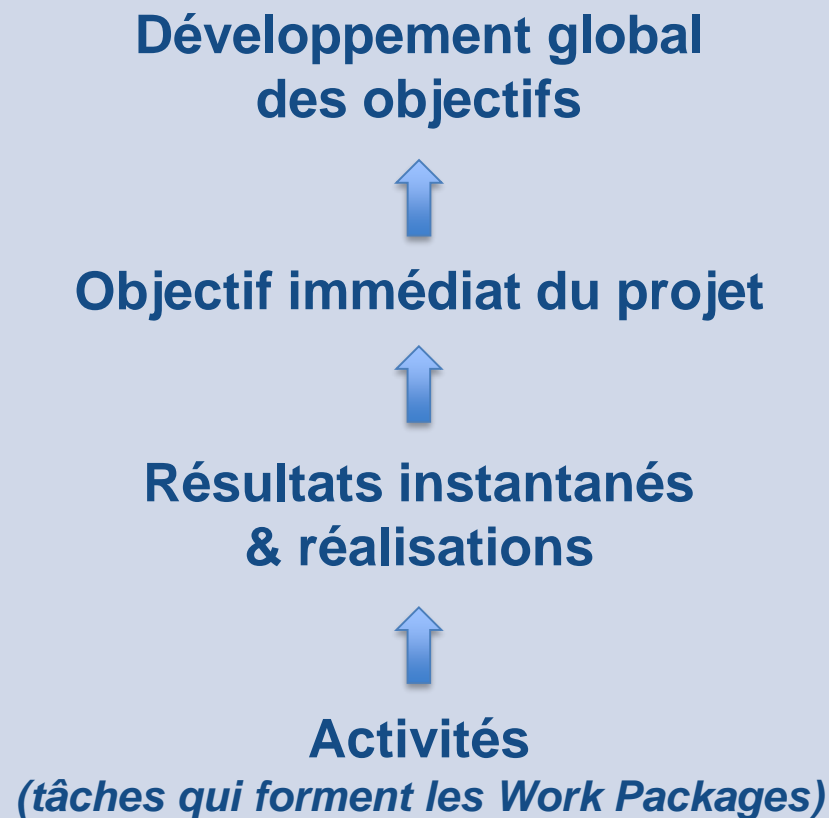 Développement global
des objectifs
Objectif immédiat du projet
Résultats instantanés
& réalisations
Activités
(tâches qui forment les Work Packages)